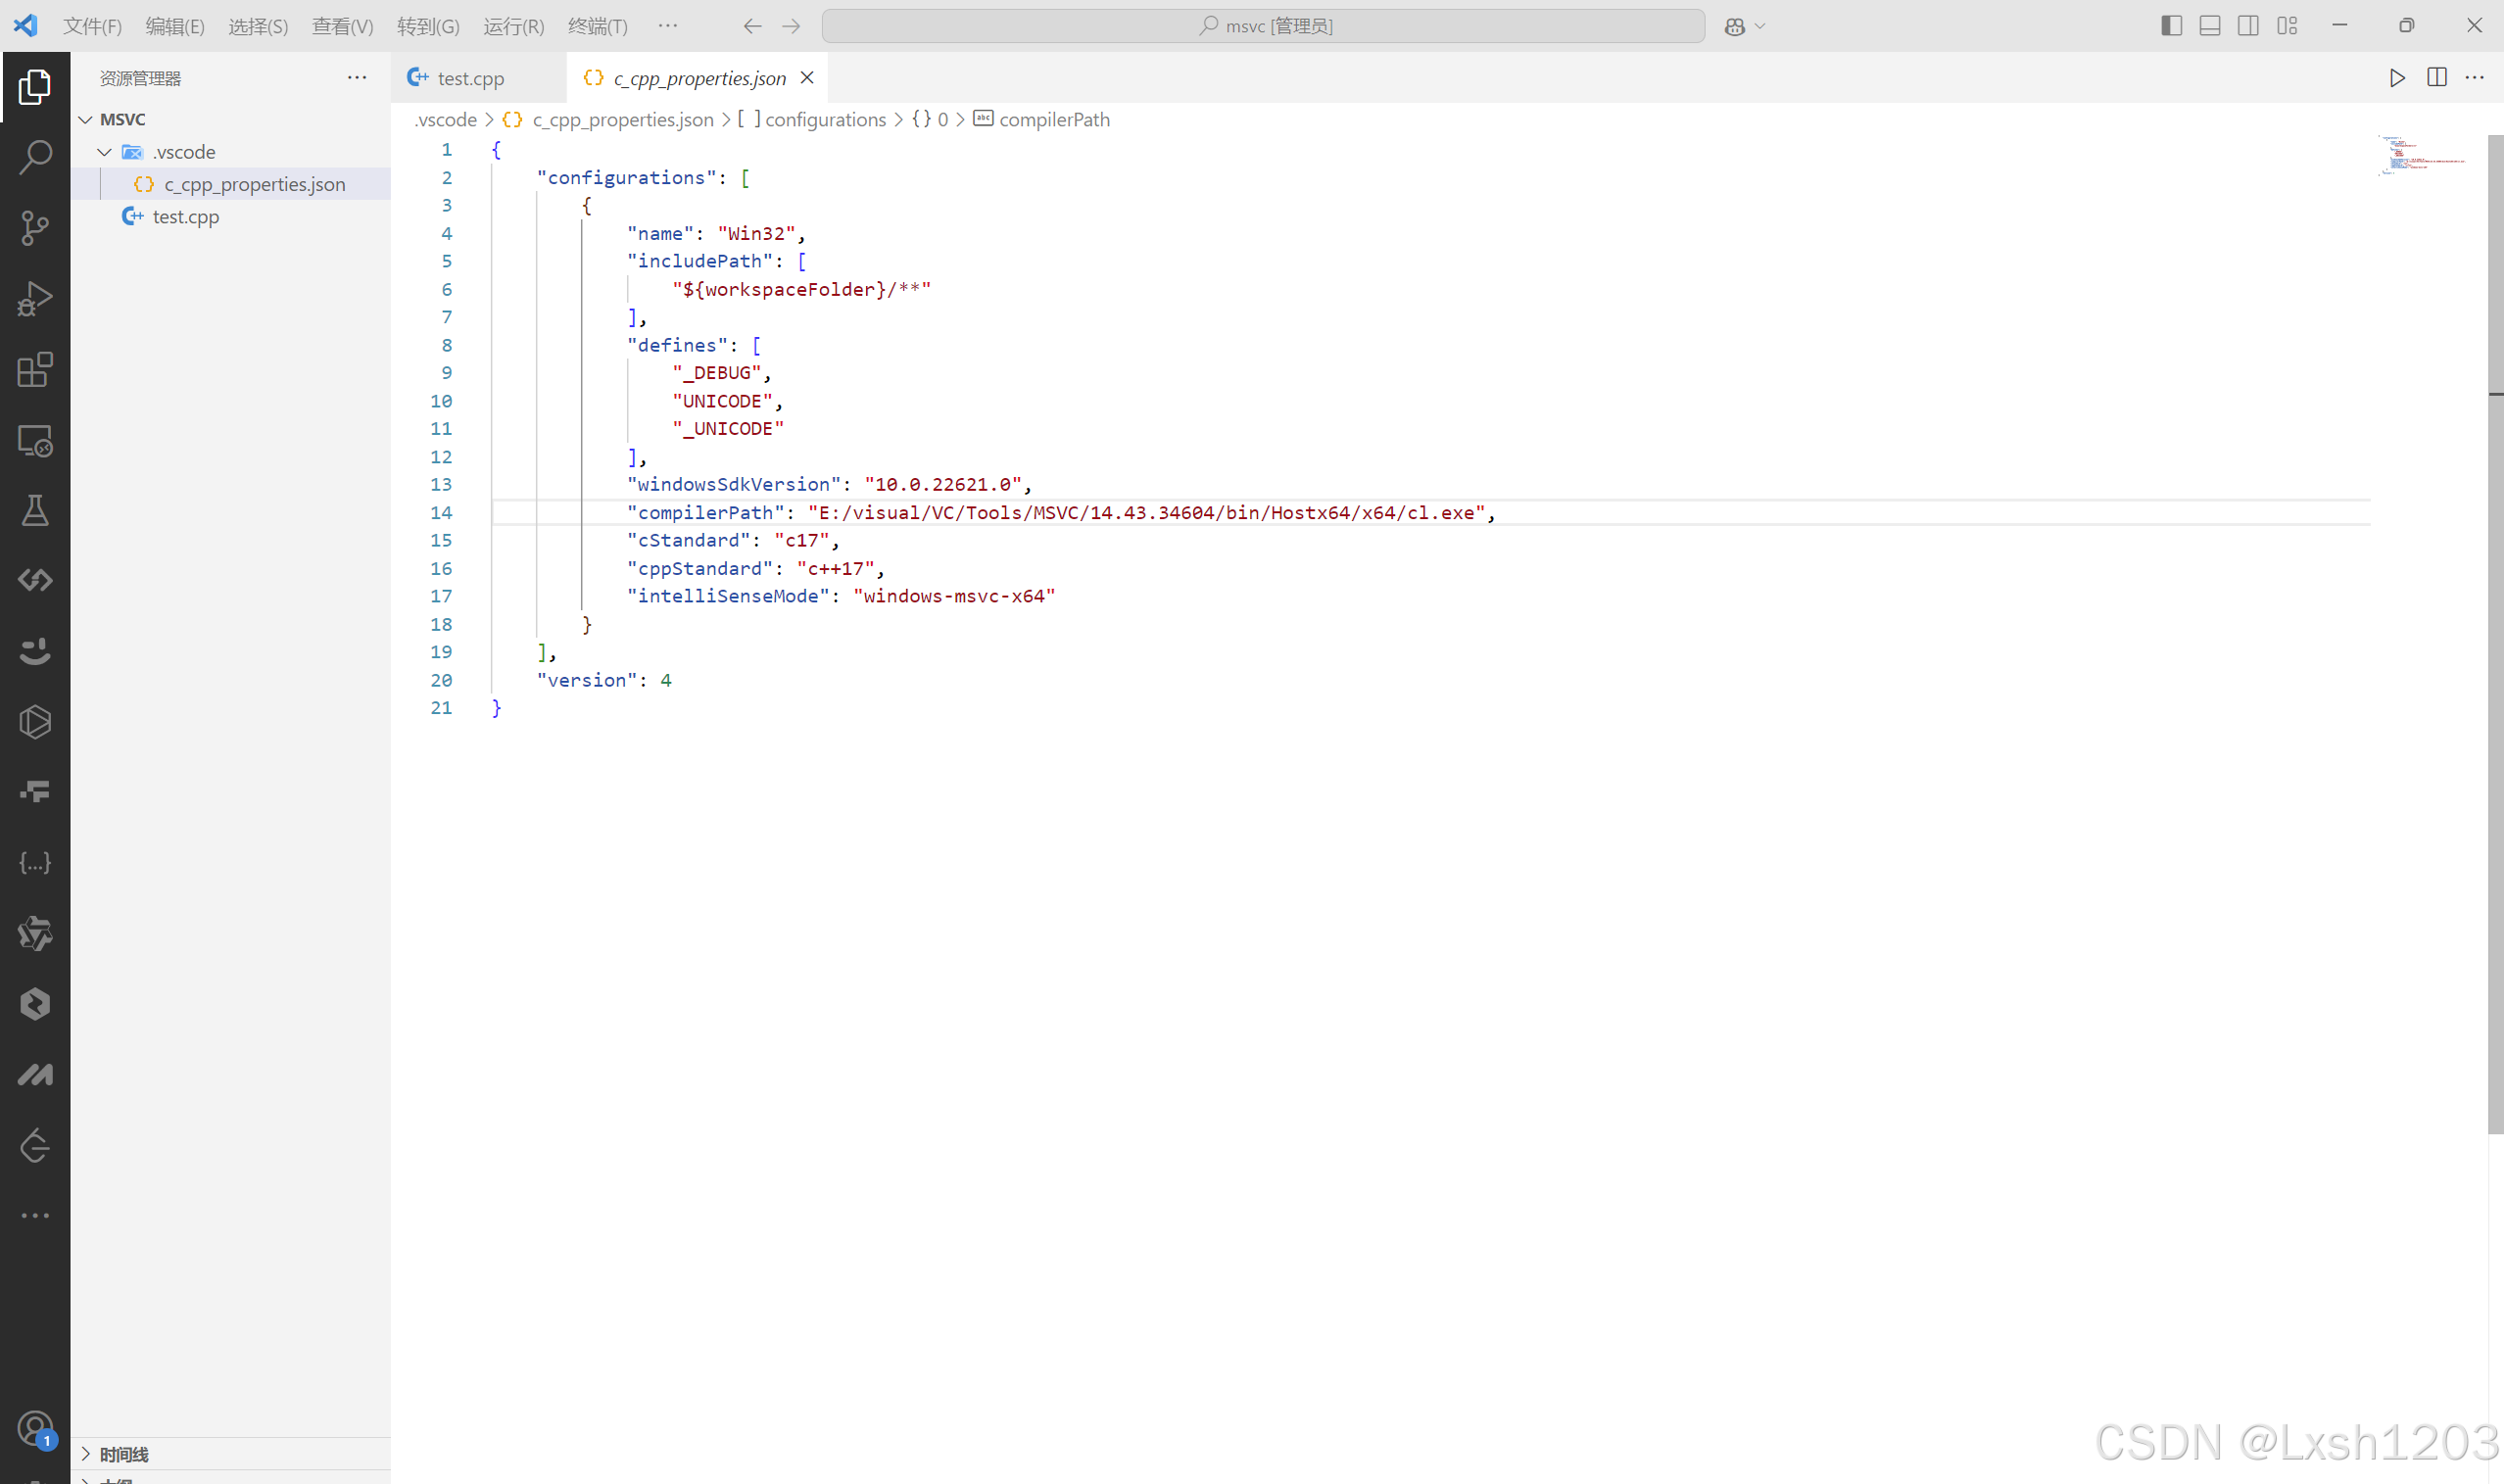 文件(F) 编辑(E) 选择(S) 查看(V) 转到(G) 运行(R) 终端(T) ··· msvc [管理员]
资源管理器 ···
test.cpp c_cpp_properties.json
MSVC
.vscode
c_cpp_properties.json
test.cpp
.vscode > c_cpp_properties.json > [ ] configurations > {} 0 > abc compilerPath
1 {
2 "configurations": [
3 {
4 "name": "Win32",
5 "includePath": [
6 "${workspaceFolder}/**"
7 ],
8 "defines": [
9 "_DEBUG",
10 "UNICODE",
11 "_UNICODE"
12 ],
13 "windowsSdkVersion": "10.0.22621.0",
14 "compilerPath": "E:/visual/VC/Tools/MSVC/14.43.34604/bin/Hostx64/x64/cl.exe",
15 "cStandard": "c17",
16 "cppStandard": "c++17",
17 "intelliSenseMode": "windows-msvc-x64"
18 }
19 ],
20 "version": 4
21 }
1
时间线
CSDN @Lxsh1203